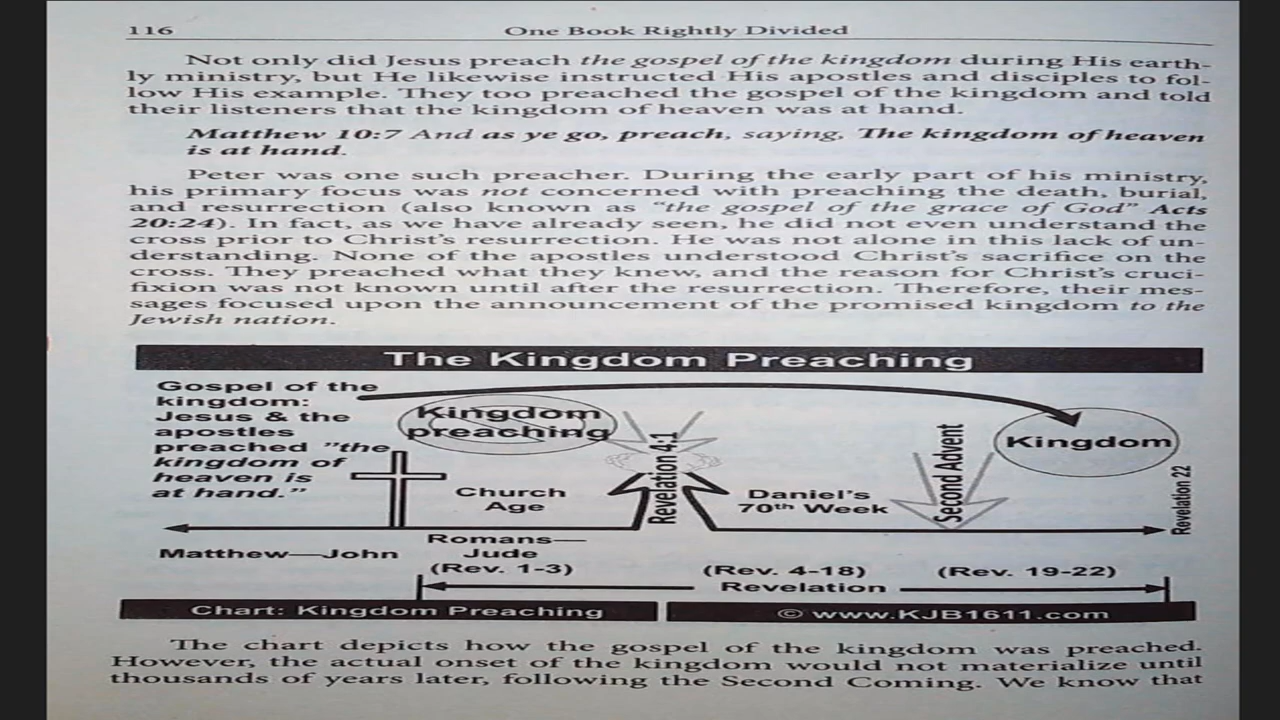 116
One Book Rightly Divided
Not only did Jesus preach the gospel of the kingdom during His earth-
ly ministry, but He likewise instructed His apostles and disciples to fol-
low His example. They too preached the gospel of the kingdom and told
their listeners that the kingdom of heaven was at hand.
Matthew 10:7 And as ye go, preach, saying, The kingdom of heaven
is at hand.
Peter was one such preacher. During the early part of his ministry,
his primary focus was not concerned with preaching the death, burial,
and resurrection (also known as "the gospel of the grace of God" Acts
20:24). In fact, as we have already seen, he did not even understand the
cross prior to Christ's resurrection. He was not alone in this lack of un-
derstanding. None of the apostles understood Christ's sacrifice on the
cross. They preached what they knew, and the reason for Christ's cruci-
fixion was not known until after the resurrection. Therefore, their mes-
sages focused upon the announcement of the promised kingdom to the
Jewish nation.
The Kingdom Preaching
Gospel of the
kingdom:
Jesus & the
apostles
preached "the
kingdom of
heaven is
at hand."
Kingdom
preaching
Church
Age
Revelation 4:1
Daniel's
70th Week
Second Advent
Kingdom
Revelation 22
Matthew—John
Romans—
Jude
(Rev. 1-3)
(Rev. 4-18)
(Rev. 19-22)
Revelation
Chart: Kingdom Preaching
© www.KJB1611.com
The chart depicts how the gospel of the kingdom was preached.
However, the actual onset of the kingdom would not materialize until
thousands of years later, following the Second Coming. We know that